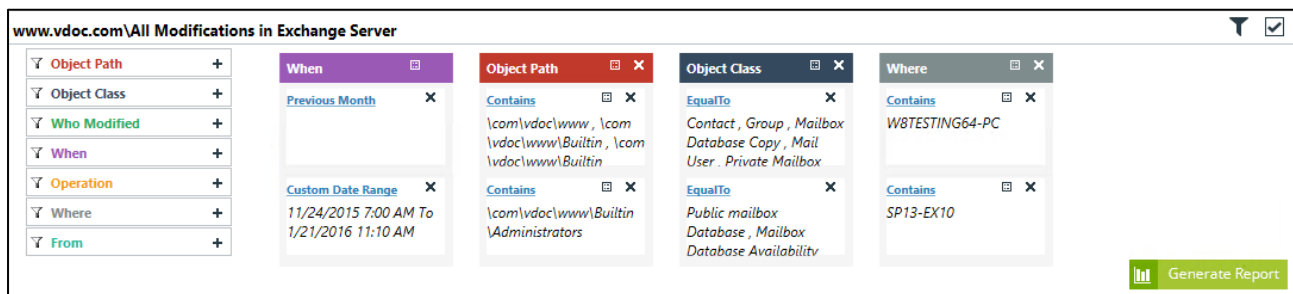 www.vdoc.com\All Modifications in Exchange Server
Object Path +
Object Class +
Who Modified +
When +
Operation +
Where +
From +
When
Previous Month
Custom Date Range
11/24/2015 7:00 AM To
1/21/2016 11:10 AM
Object Path
Contains
\com\vdoc\www , \com
\vdoc\www\Builtin , \com
\vdoc\www\Builtin
Contains
\com\vdoc\www\Builtin
\Administrators
Object Class
EqualTo
Contact , Group , Mailbox
Database Copy , Mail
User , Private Mailbox
EqualTo
Public mailbox
Database , Mailbox
Database Availability
Where
Contains
W8TESTING64-PC
Contains
SP13-EX10
Generate Report